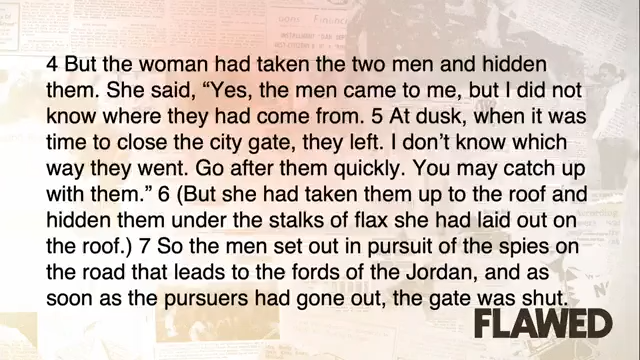 4 But the woman had taken the two men and hidden
them. She said, “Yes, the men came to me, but I did not
know where they had come from. 5 At dusk, when it was
time to close the city gate, they left. I don’t know which
way they went. Go after them quickly. You may catch up
with them.” 6 (But she had taken them up to the roof and
hidden them under the stalks of flax she had laid out on
the roof.) 7 So the men set out in pursuit of the spies on
the road that leads to the fords of the Jordan, and as
soon as the pursuers had gone out, the gate was shut.
FLAWED